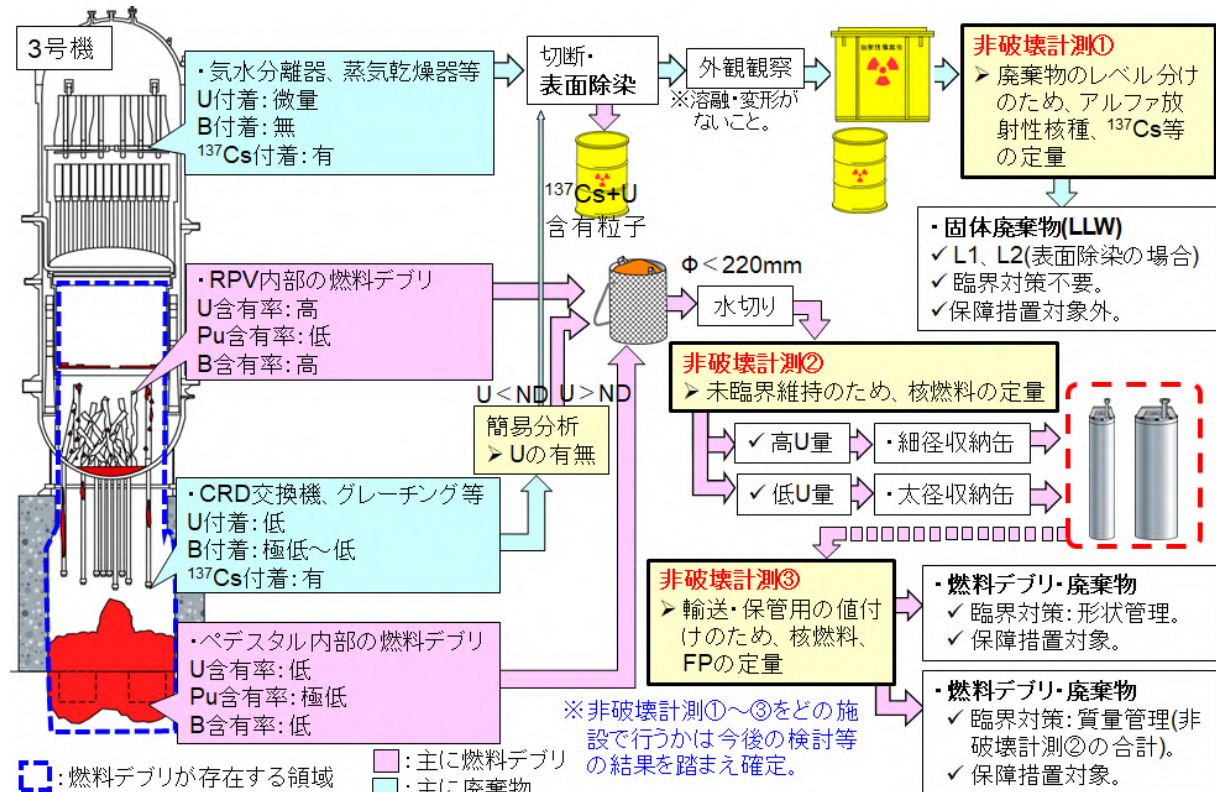 3号機
・気水分離器、蒸気乾燥器等
U付着:微量
B付着:無
¹³⁷Cs付着:有
切断・
表面除染
外観観察
※溶融・変形が
ないこと。
¹³⁷Cs+U
含有粒子
非破壊計測①
➢ 廃棄物のレベル分け
のため、アルファ放
射性核種、¹³⁷Cs等
の定量
・固体廃棄物(LLW)
✓ L1、L2(表面除染の場合)
✓ 臨界対策不要。
✓ 保障措置対象外。
・RPV内部の燃料デブリ
U含有率:高
Pu含有率:低
B含有率:高
Φ<220mm
水切り
非破壊計測②
➢ 未臨界維持のため、核燃料の定量
✓ 高U量
・細径収納缶
✓ 低U量
・太径収納缶
U<ND U>ND
簡易分析
➢ Uの有無
・CRD交換機、グレーチング等
U付着:低
B付着:極低~低
¹³⁷Cs付着:有
非破壊計測③
➢ 輸送・保管用の値付
けのため、核燃料、
FPの定量
・燃料デブリ・廃棄物
✓ 臨界対策:形状管理。
✓ 保障措置対象。
・燃料デブリ・廃棄物
✓ 臨界対策:質量管理(非
破壊計測②の合計)。
✓ 保障措置対象。
・ペデスタル内部の燃料デブリ
U含有率:低
Pu含有率:極低
B含有率:低
※非破壊計測①~③をどの施
設で行うかは今後の検討等
の結果を踏まえ確定。
:燃料デブリが存在する領域
:主に燃料デブリ
:主に廃棄物